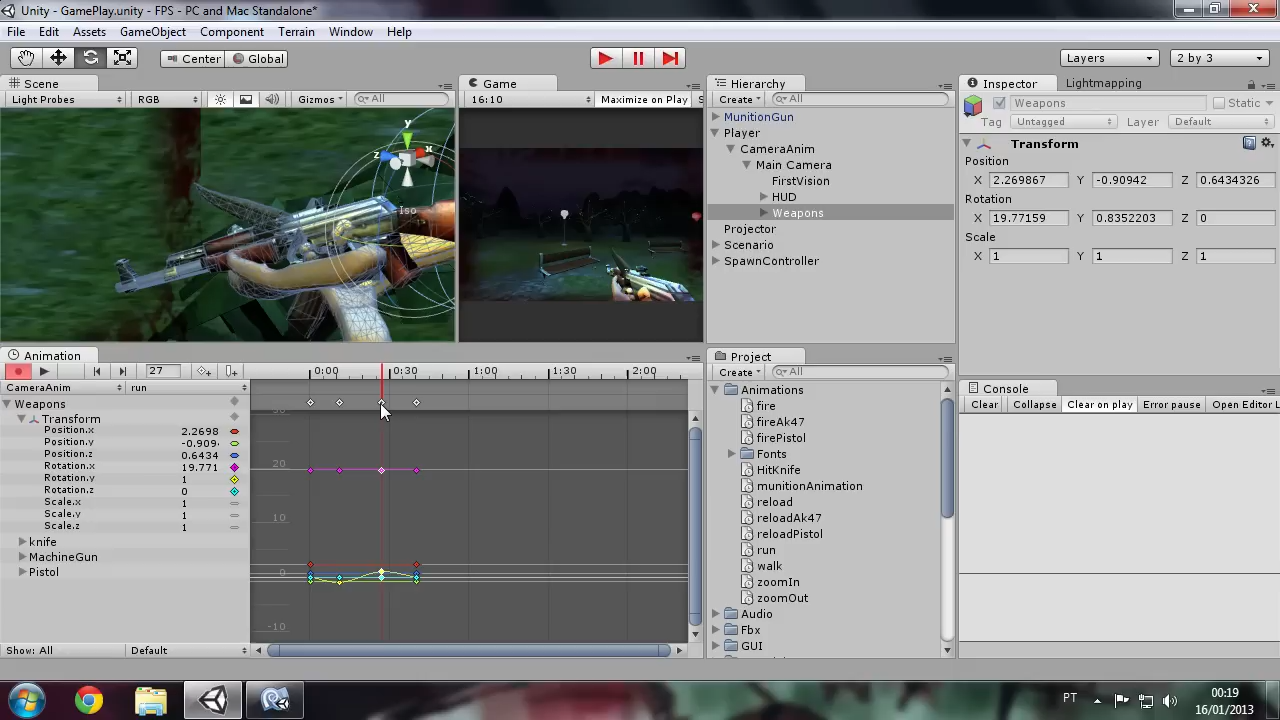 Unity - GamePlay.unity - FPS - PC and Mac Standalone*
File Edit Assets GameObject Component Terrain Window Help
Center Global Layers 2 by 3
Scene
Light Probes RGB Gizmos All
y
z x
Iso
Game
16:10 Maximize on Play S
Hierarchy
Create All
MunitionGun
Player
CameraAnim
Main Camera
FirstVision
HUD
Weapons
Projector
Scenario
SpawnController
Inspector Lightmapping
Weapons Static
Tag Untagged Layer Default
Transform
Position
X 2.269867 Y -0.90942 Z 0.6434326
Rotation
X 19.77159 Y 0.8352203 Z 0
Scale
X 1 Y 1 Z 1
Animation
27 0:00 0:30 1:00 1:30 2:00
CameraAnim run
Weapons
Transform
Position.x 2.2698
Position.y -0.909
Position.z 0.6434
Rotation.x 19.771
Rotation.y 1
Rotation.z 0
Scale.x 1
Scale.y 1
Scale.z 1
knife
MachineGun
Pistol
20
10
0
-10
Show: All Default
Project
Create All
Animations
fire
fireAk47
firePistol
Fonts
HitKnife
munitionAnimation
reload
reloadAk47
reloadPistol
run
walk
zoomIn
zoomOut
Audio
Fbx
GUI
Console
Clear Collapse Clear on play Error pause Open Editor L
PT 00:19
16/01/2013